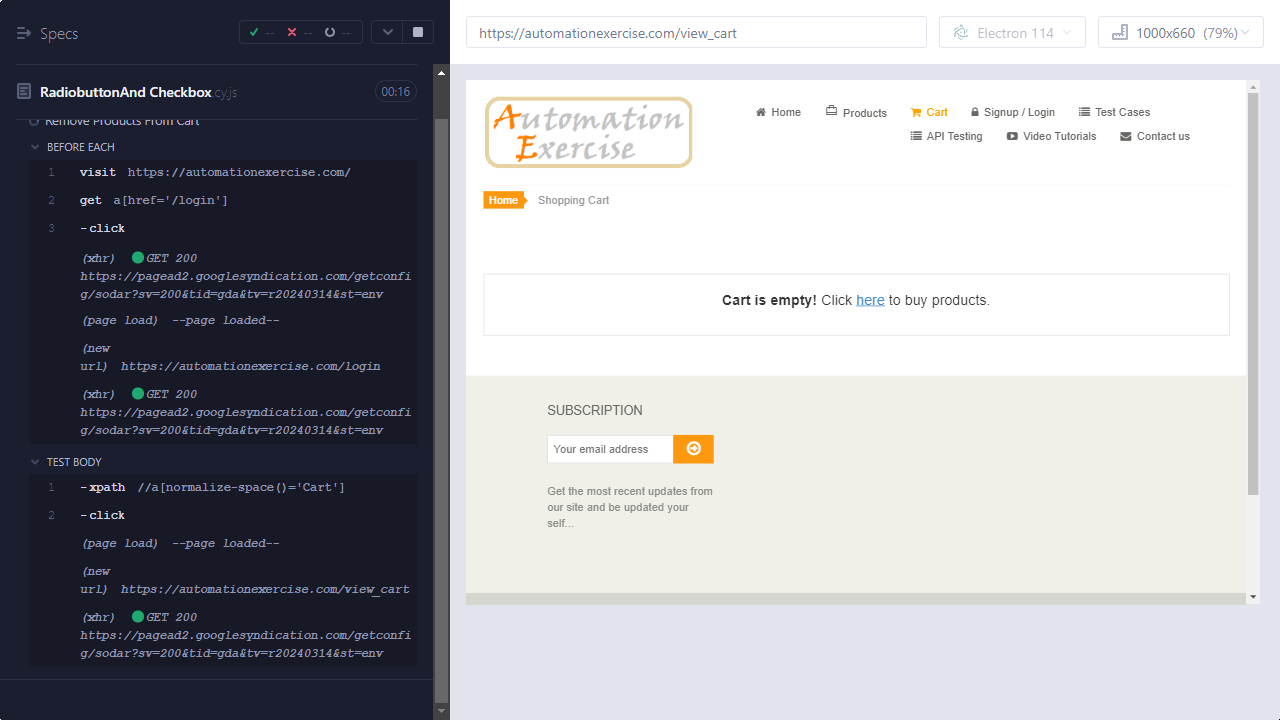 Specs
--
--
--
RadiobuttonAnd Checkbox cy.js
00:16
Remove Products From Cart
BEFORE EACH
1 visit https://automationexercise.com/
2 get a[href='/login']
3 -click
(xhr) GET 200
https://pagead2.googlesyndication.com/getconfi
g/sodar?sv=200&tid=gda&tv=r20240314&st=env
(page load) --page loaded--
(new
url) https://automationexercise.com/login
(xhr) GET 200
https://pagead2.googlesyndication.com/getconfi
g/sodar?sv=200&tid=gda&tv=r20240314&st=env
TEST BODY
1 -xpath //a[normalize-space()='Cart']
2 -click
(page load) --page loaded--
(new
url) https://automationexercise.com/view_cart
(xhr) GET 200
https://pagead2.googlesyndication.com/getconfi
g/sodar?sv=200&tid=gda&tv=r20240314&st=env
https://automationexercise.com/view_cart
Electron 114
1000x660 (79%)
Automation
Exercise
Home Products Cart Signup / Login Test Cases
API Testing Video Tutorials Contact us
Home Shopping Cart
Cart is empty! Click here to buy products.
SUBSCRIPTION
Your email address
Get the most recent updates from
our site and be updated your
self...